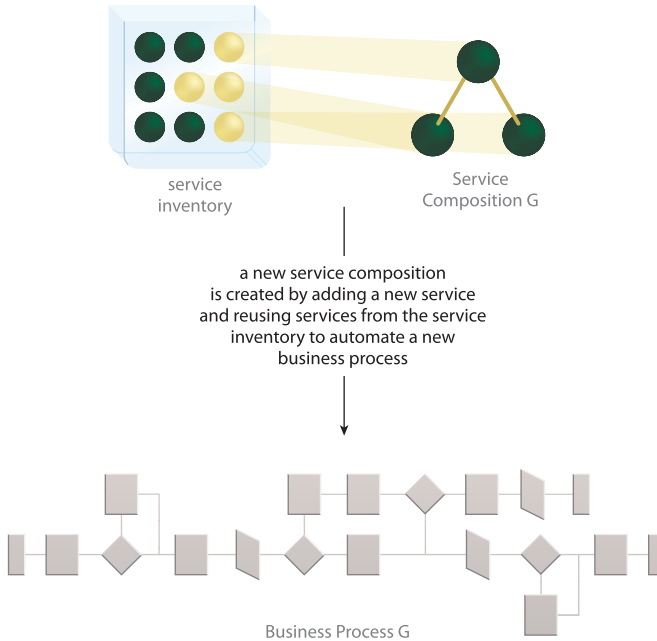 service
inventory
Service
Composition G
a new service composition
is created by adding a new service
and reusing services from the service
inventory to automate a new
business process
Business Process G